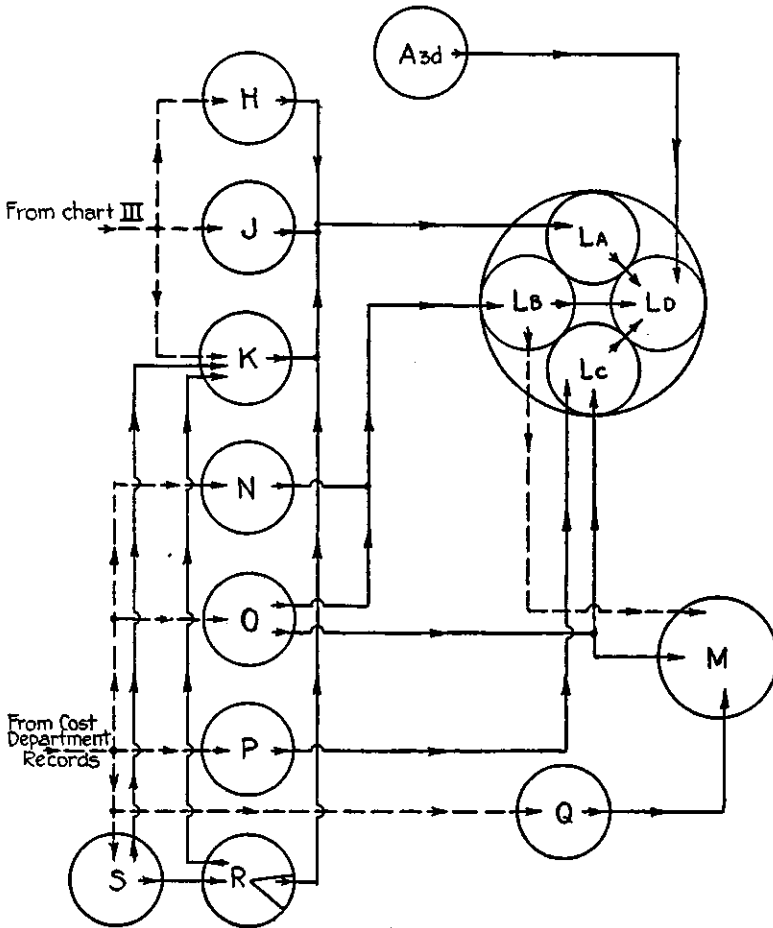 A3d
H
From chart III
J
LA
LB
LD
K
LC
N
O
M
From Cost
Department
Records
P
Q
S
R